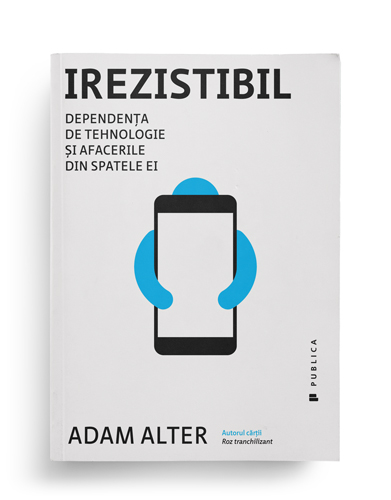 IREZISTIBIL
DEPENDENȚA
DE TEHNOLOGIE
ȘI AFACERILE
DIN SPATELE EI
PUBLICA
ADAM ALTER
Autorul cărții
Roz tranchilizant